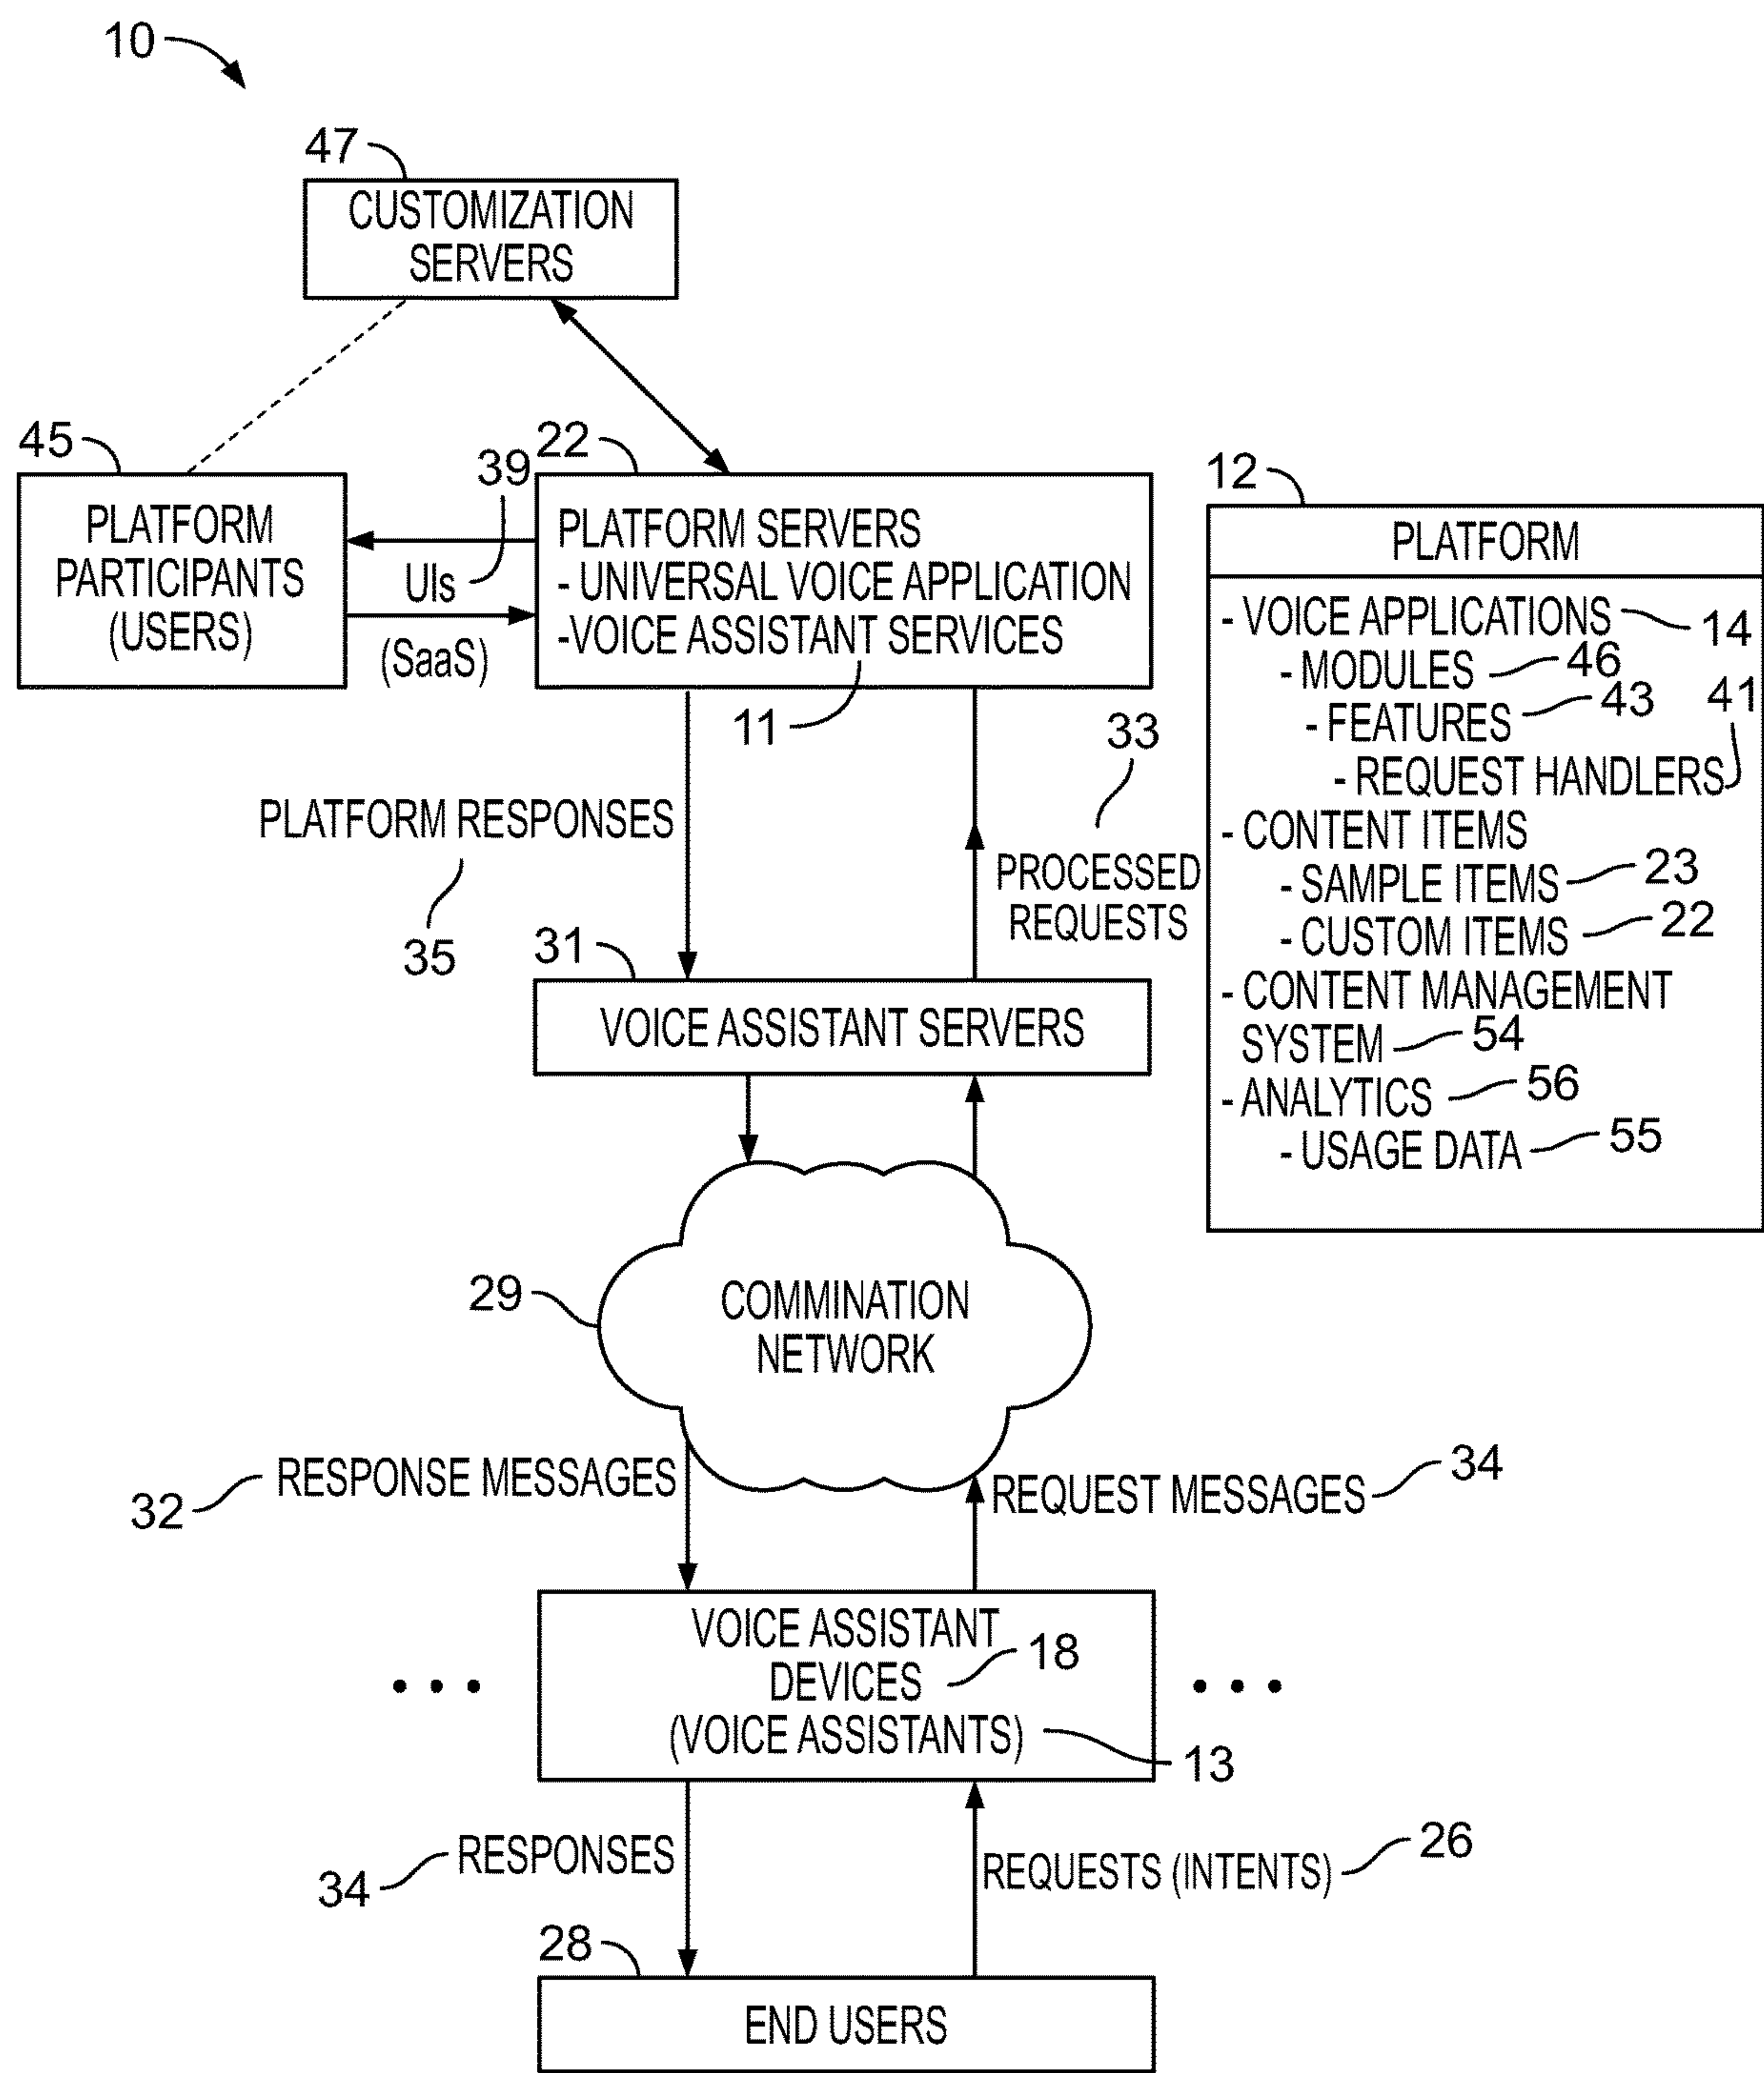 10
47
CUSTOMIZATION
SERVERS
45
PLATFORM
PARTICIPANTS
(USERS)
39
UIs
(SaaS)
22
PLATFORM SERVERS
- UNIVERSAL VOICE APPLICATION
-VOICE ASSISTANT SERVICES
11
12
PLATFORM
- VOICE APPLICATIONS 14
- MODULES 46
- FEATURES 43
- REQUEST HANDLERS 41
- CONTENT ITEMS
- SAMPLE ITEMS 23
- CUSTOM ITEMS 22
- CONTENT MANAGEMENT
SYSTEM 54
- ANALYTICS 56
- USAGE DATA 55
PLATFORM RESPONSES
35
33
PROCESSED
REQUESTS
31
VOICE ASSISTANT SERVERS
29
COMMINATION
NETWORK
RESPONSE MESSAGES
32
REQUEST MESSAGES 34
VOICE ASSISTANT
DEVICES 18
(VOICE ASSISTANTS) 13
• • •
• • •
RESPONSES
34
REQUESTS (INTENTS) 26
28
END USERS